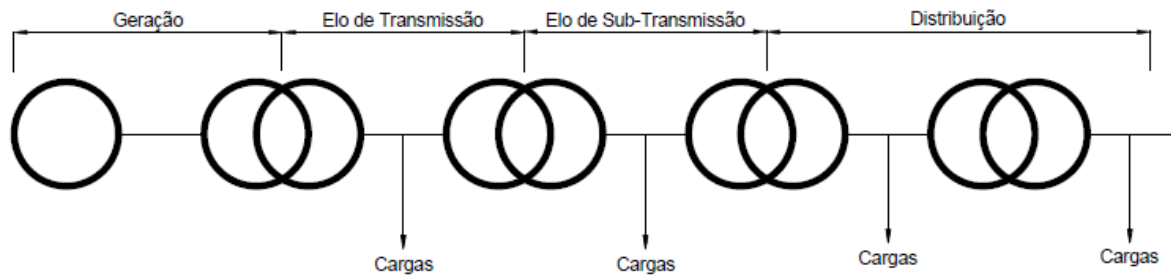 Geração
Elo de Transmissão
Elo de Sub-Transmissão
Distribuição
Cargas
Cargas
Cargas
Cargas